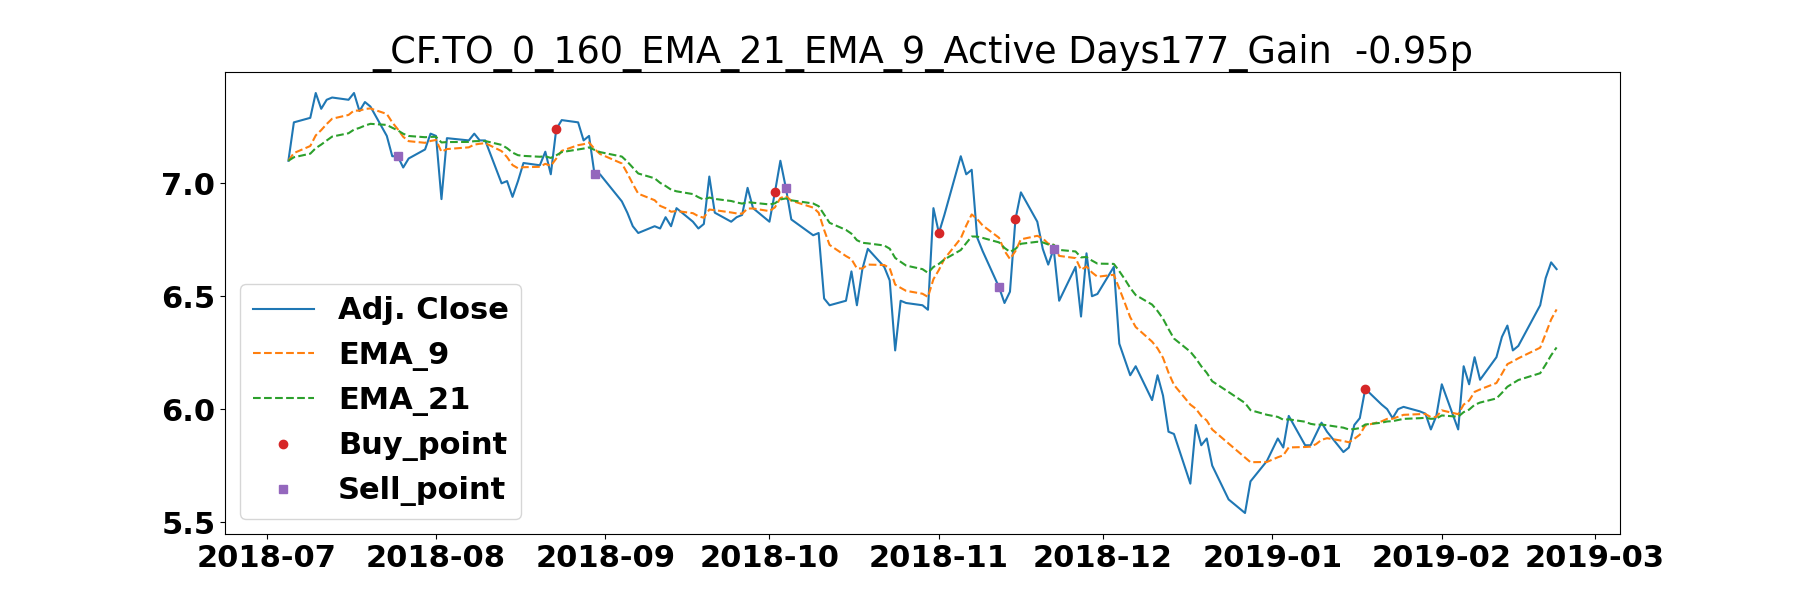 _CF.TO_0_160_EMA_21_EMA_9_Active Days177_Gain  -0.95p
7.0
6.5
6.0
5.5
Adj. Close
EMA_9
EMA_21
Buy_point
Sell_point
2018-07 2018-08 2018-09 2018-10 2018-11 2018-12 2019-01 2019-02 2019-03